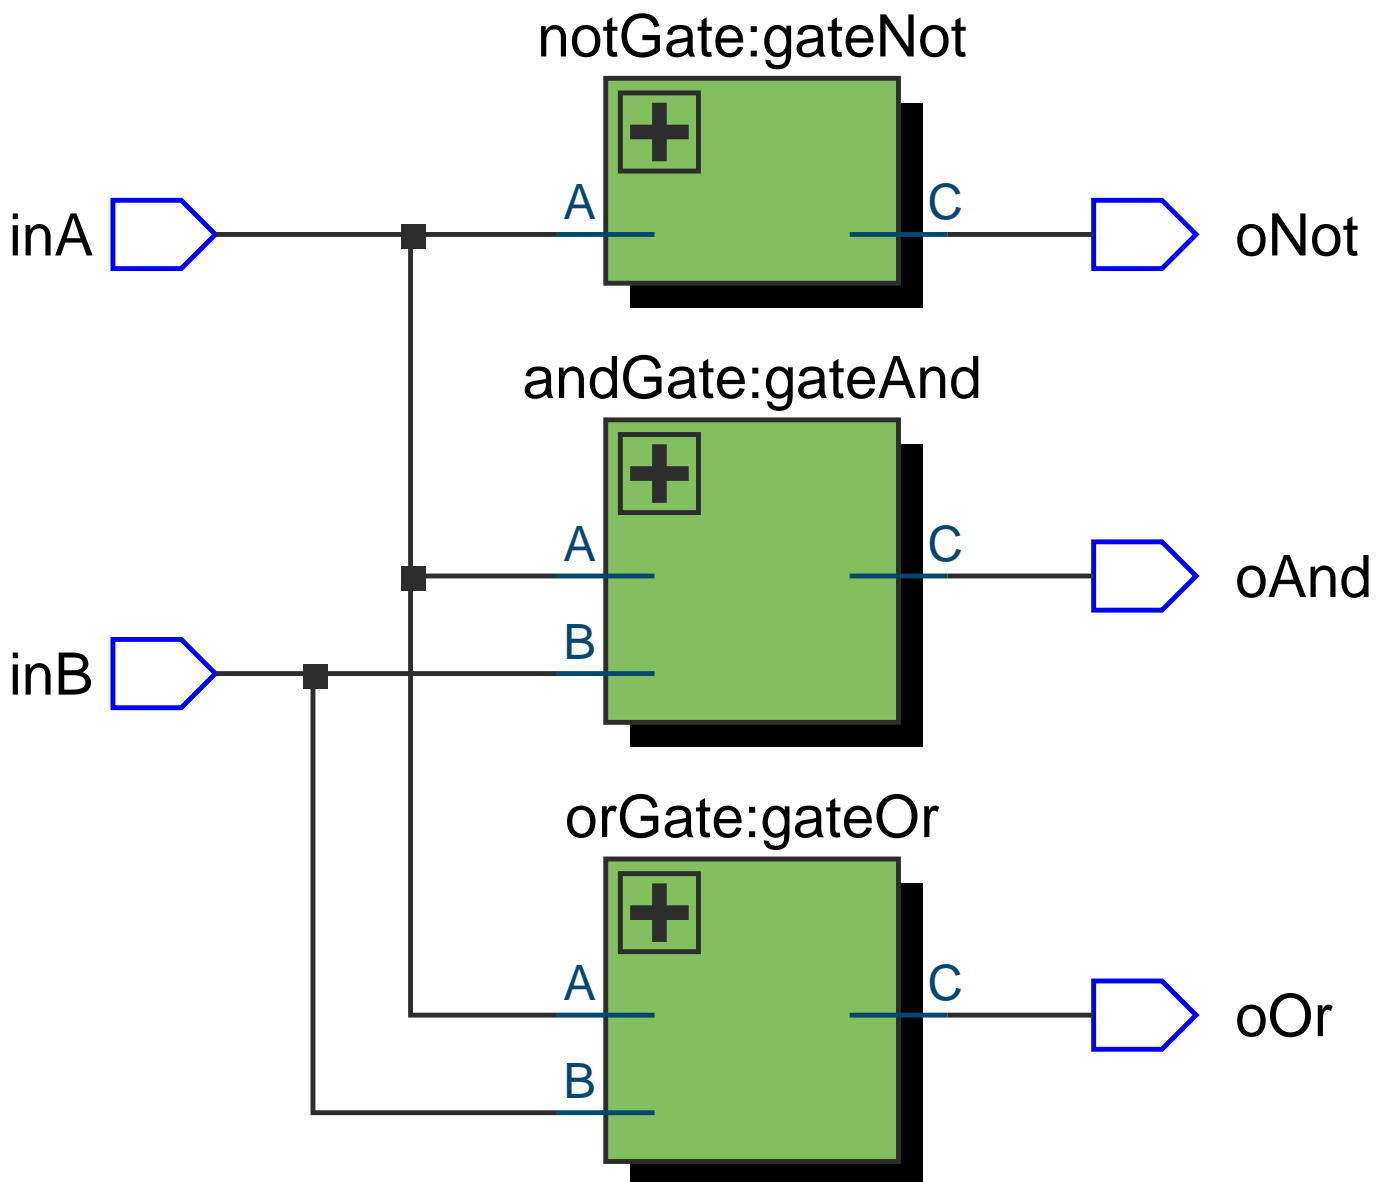 notGate:gateNot
A
C
inA
oNot
andGate:gateAnd
A
C
oAnd
B
inB
orGate:gateOr
A
C
oOr
B